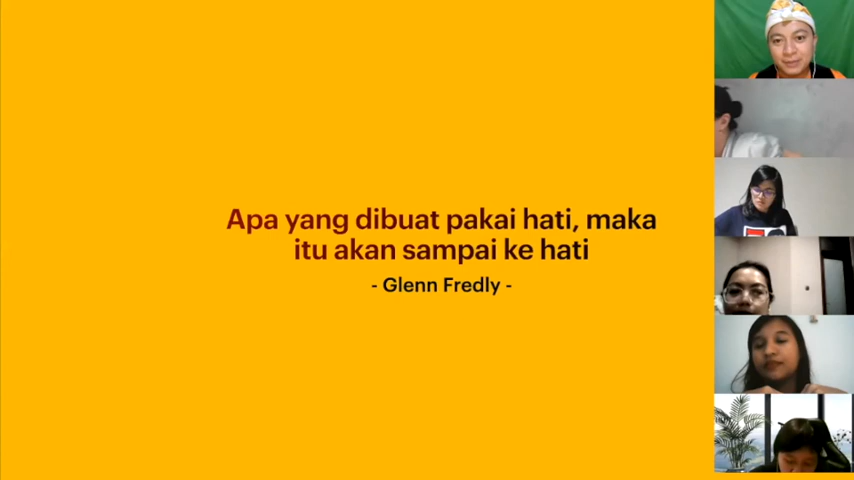 Apa yang dibuat pakai hati, maka
itu akan sampai ke hati
- Glenn Fredly -